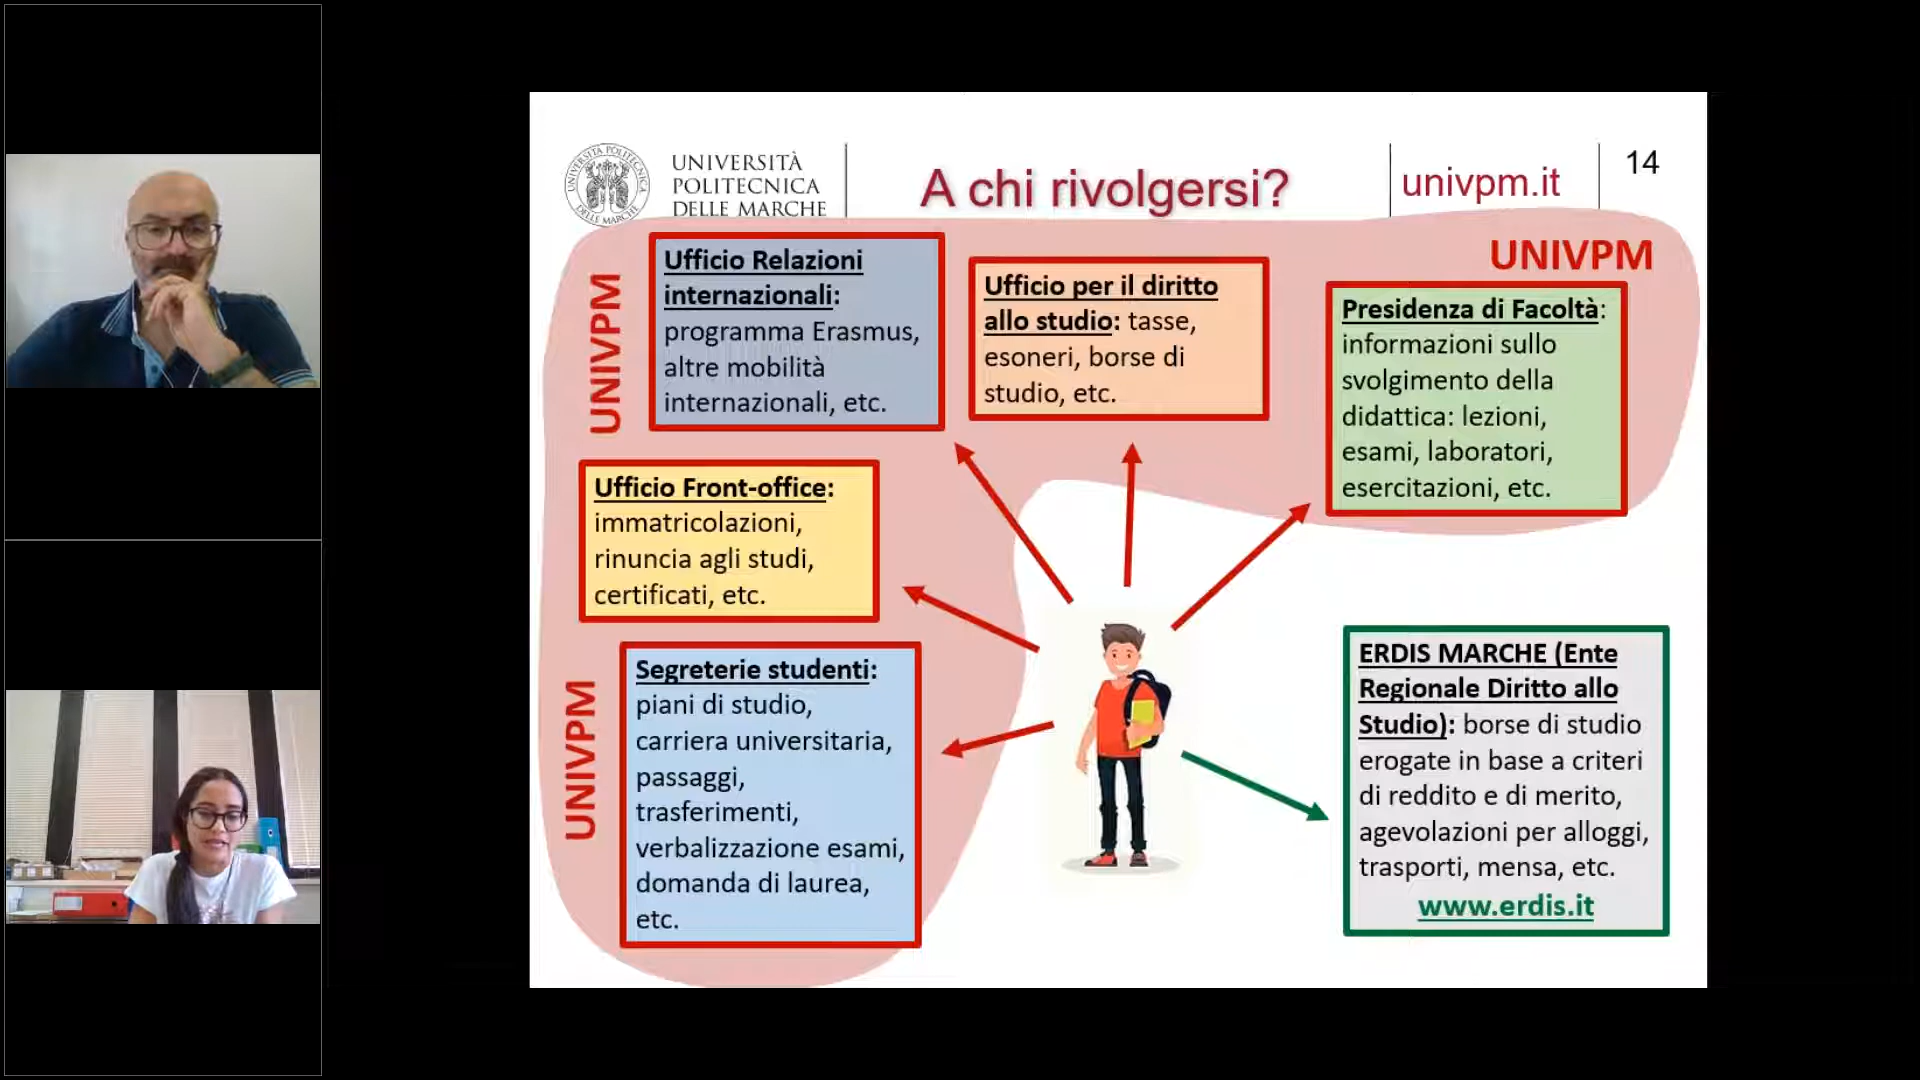 UNIVERSITÀ
POLITECNICA
DELLE MARCHE
A chi rivolgersi?
univpm.it
14
UNIVERSITÀ POLITECNICA DELLE MARCHE
UNIVPM
UNIVPM
UNIVPM
Ufficio Relazioni
internazionali:
programma Erasmus,
altre mobilità
internazionali, etc.
Ufficio per il diritto
allo studio: tasse,
esoneri, borse di
studio, etc.
Presidenza di Facoltà:
informazioni sullo
svolgimento della
didattica: lezioni,
esami, laboratori,
esercitazioni, etc.
Ufficio Front-office:
immatricolazioni,
rinuncia agli studi,
certificati, etc.
Segreterie studenti:
piani di studio,
carriera universitaria,
passaggi,
trasferimenti,
verbalizzazione esami,
domanda di laurea,
etc.
ERDIS MARCHE (Ente
Regionale Diritto allo
Studio): borse di studio
erogate in base a criteri
di reddito e di merito,
agevolazioni per alloggi,
trasporti, mensa, etc.
www.erdis.it